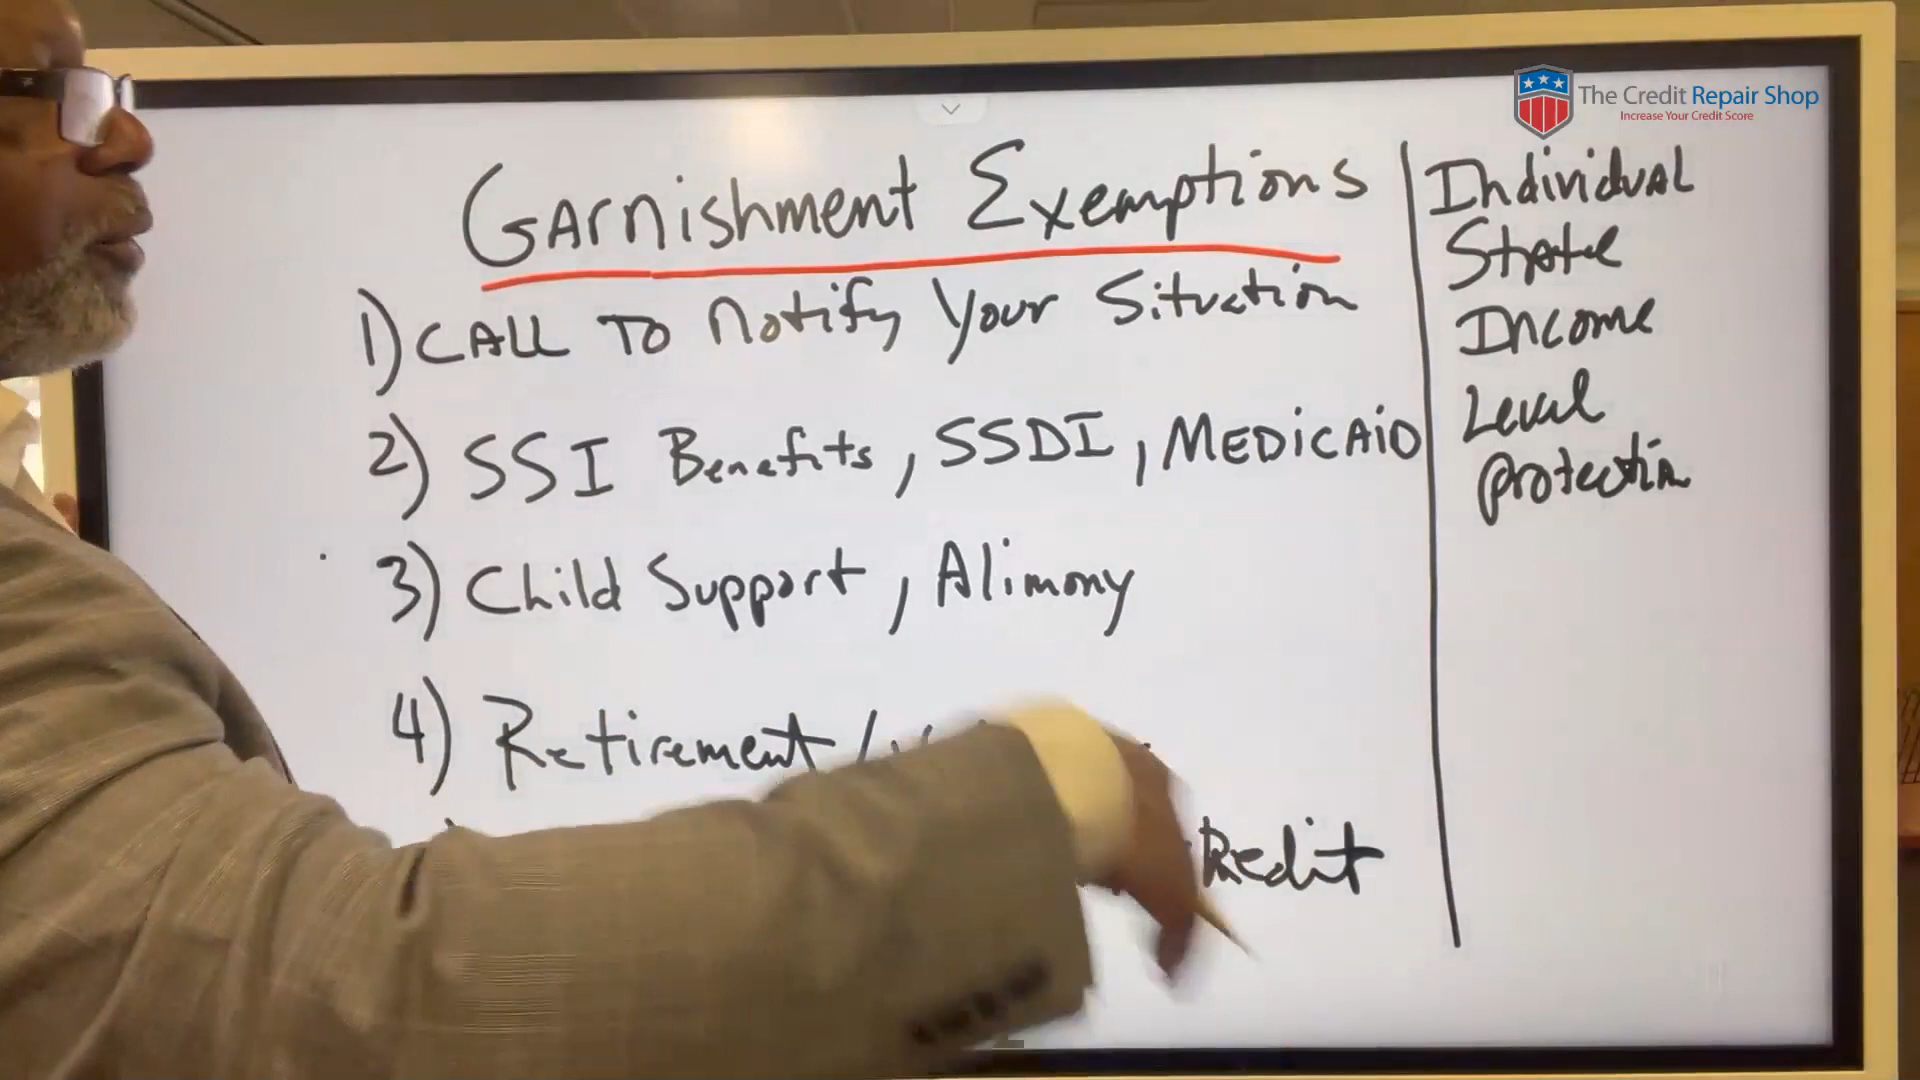 The Credit Repair Shop
Increase Your Credit Score
Garnishment Exemptions
1) CALL TO Notify Your Situation
2) SSI Benefits, SSDI, MEDICAID
3) Child Support, Alimony
4) Retirement /
Credit
Individual
State
Income
Level
Protection